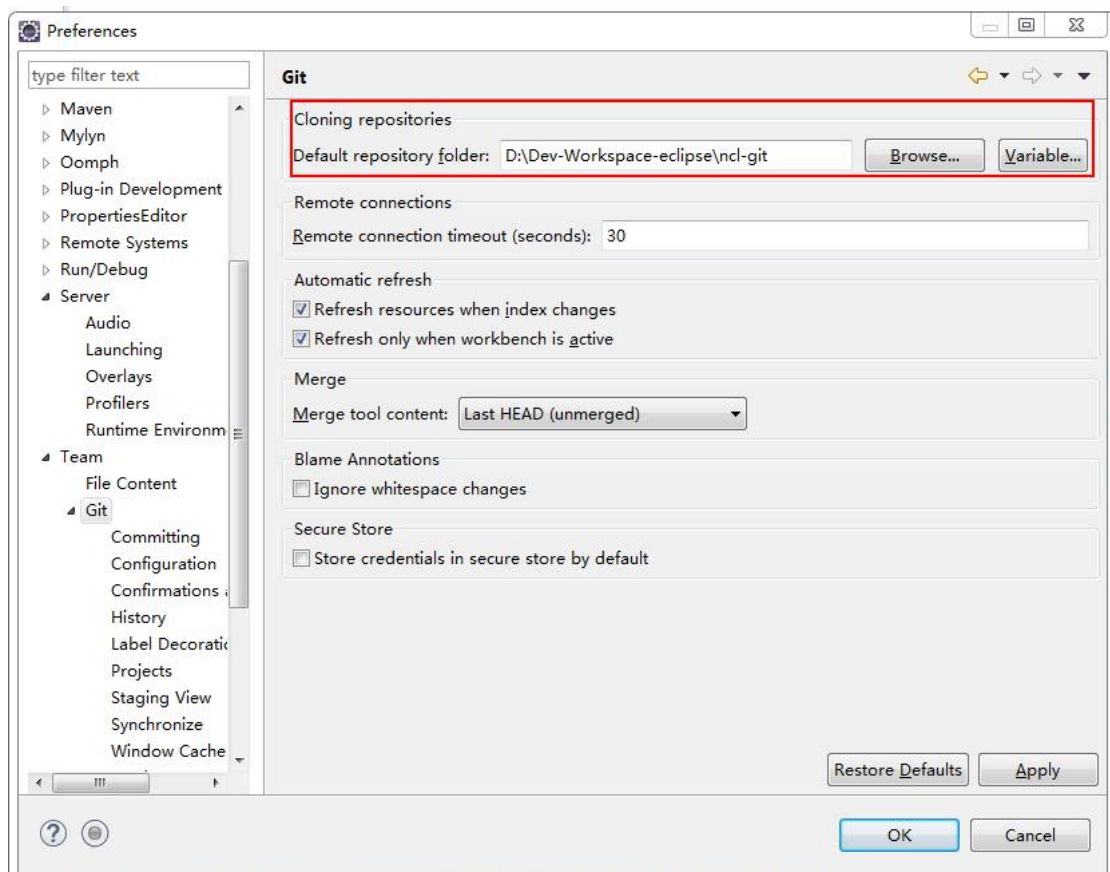 Preferences
type filter text
Maven
Mylyn
Oomph
Plug-in Development
PropertiesEditor
Remote Systems
Run/Debug
Server
Audio
Launching
Overlays
Profilers
Runtime Environm
Team
File Content
Git
Committing
Configuration
Confirmations a
History
Label Decoratio
Projects
Staging View
Synchronize
Window Cache
Git
Cloning repositories
Default repository folder: D:\Dev-Workspace-eclipse\ncl-git Browse... Variable...
Remote connections
Remote connection timeout (seconds): 30
Automatic refresh
Refresh resources when index changes
Refresh only when workbench is active
Merge
Merge tool content: Last HEAD (unmerged)
Blame Annotations
Ignore whitespace changes
Secure Store
Store credentials in secure store by default
Restore Defaults Apply
OK Cancel